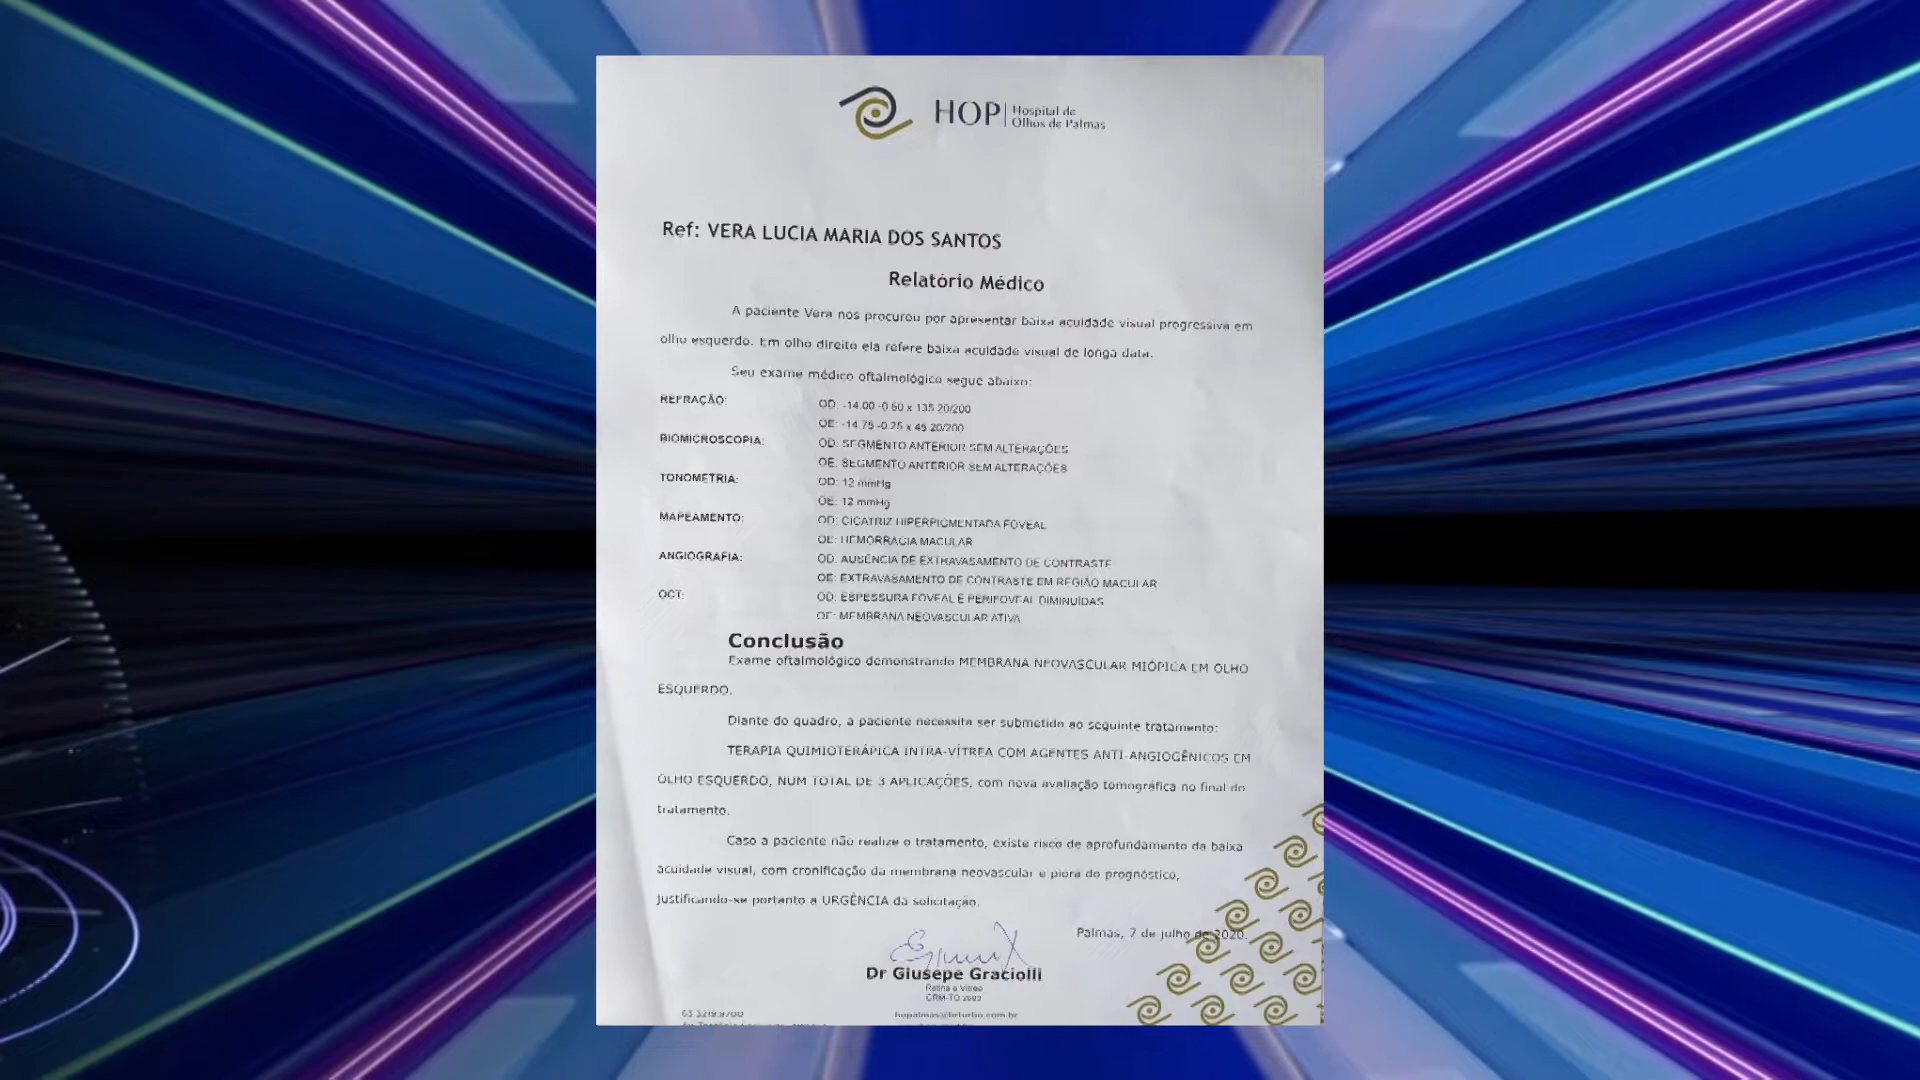 HOP Hospital de
Olhos de Palmas
Ref: VERA LUCIA MARIA DOS SANTOS
Relatório Médico
A paciente Vera nos procurou por apresentar baixa acuidade visual progressiva em
olho esquerdo. Em olho direito ela refere baixa acuidade visual de longa data.
Seu exame médico oftalmológico segue abaixo:
REFRAÇÃO: OD: -14.00 -0.60 x 135 20/200
OE: -14.75 -0.25 x 45 20/200
BIOMICROSCOPIA: OD: SEGMENTO ANTERIOR SEM ALTERAÇÕES
OE: SEGMENTO ANTERIOR SEM ALTERAÇÕES
TONOMETRIA: OD: 12 mmHg
OE: 12 mmHg
MAPEAMENTO: OD: CICATRIZ HIPERPIGMENTADA FOVEAL
OE: HEMORRAGIA MACULAR
ANGIOGRAFIA: OD: AUSÊNCIA DE EXTRAVASAMENTO DE CONTRASTE
OE: EXTRAVASAMENTO DE CONTRASTE EM REGIÃO MACULAR
OCT: OD: ESPESSURA FOVEAL E PERIFOVEAL DIMINUÍDAS
OE: MEMBRANA NEOVASCULAR ATIVA
Conclusão
Exame oftalmológico demonstrando MEMBRANA NEOVASCULAR MIÓPICA EM OLHO
ESQUERDO.
Diante do quadro, a paciente necessita ser submetido ao seguinte tratamento:
TERAPIA QUIMIOTERÁPICA INTRA-VÍTREA COM AGENTES ANTI-ANGIOGÊNICOS EM
OLHO ESQUERDO, NUM TOTAL DE 3 APLICAÇÕES, com nova avaliação tomográfica no final do
tratamento.
Caso a paciente não realize o tratamento, existe risco de aprofundamento da baixa
acuidade visual, com cronificação da membrana neovascular e piora do prognóstico,
justificando-se portanto a URGÊNCIA da solicitação.
Palmas, 7 de julho de 2020.
Dr Giusepe Graciolli
Retina e Vítreo
CRM-TO
63 3219.9700 hopalmas@brturbo.com.br